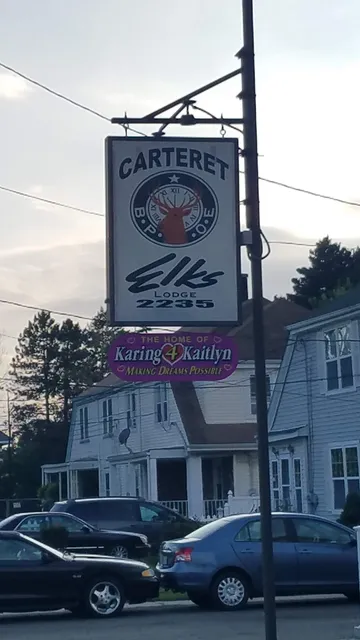 CARTERET
B.P.O.E
Elks
LODGE
2235
THE HOME OF
Karing 4 Kaitlyn
MAKING DREAMS POSSIBLE